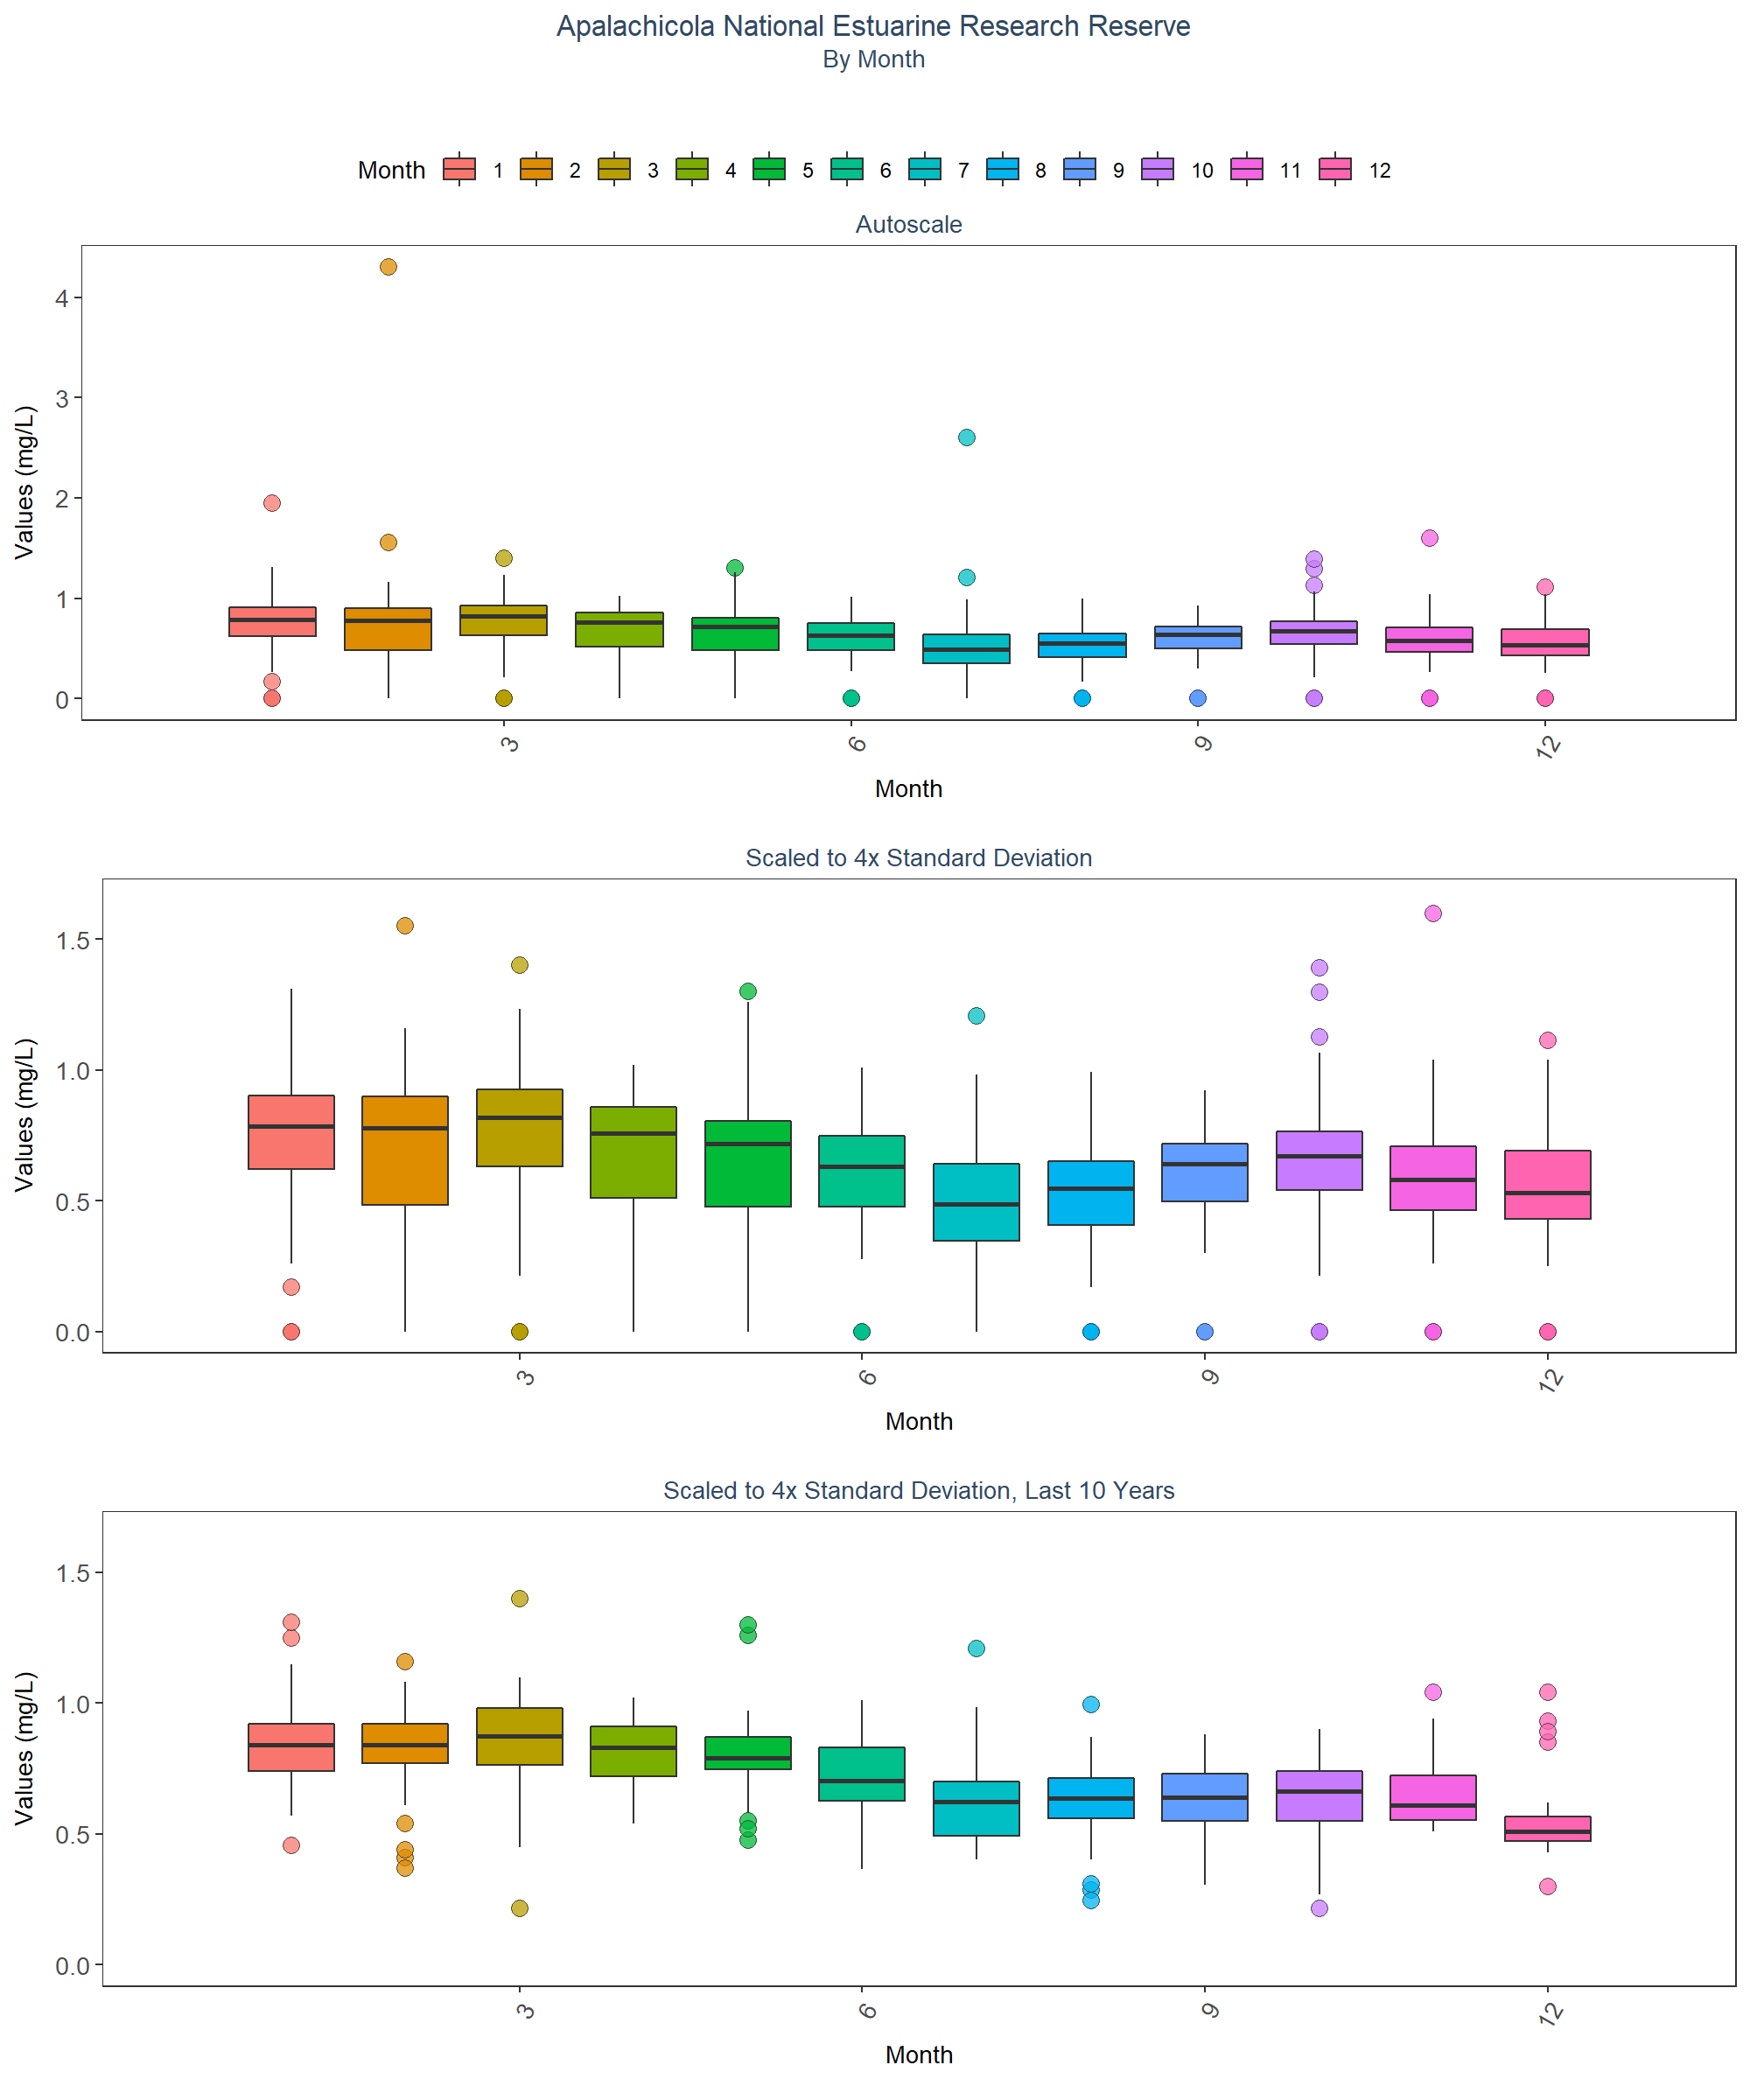 Apalachicola National Estuarine Research Reserve
By Month
Month 1 2 3 4 5 6 7 8 9 10 11 12
Autoscale
Values (mg/L)
4
3
2
1
0
3 6 9 12
Month
Scaled to 4x Standard Deviation
Values (mg/L)
1.5
1.0
0.5
0.0
3 6 9 12
Month
Scaled to 4x Standard Deviation, Last 10 Years
Values (mg/L)
1.5
1.0
0.5
0.0
3 6 9 12
Month